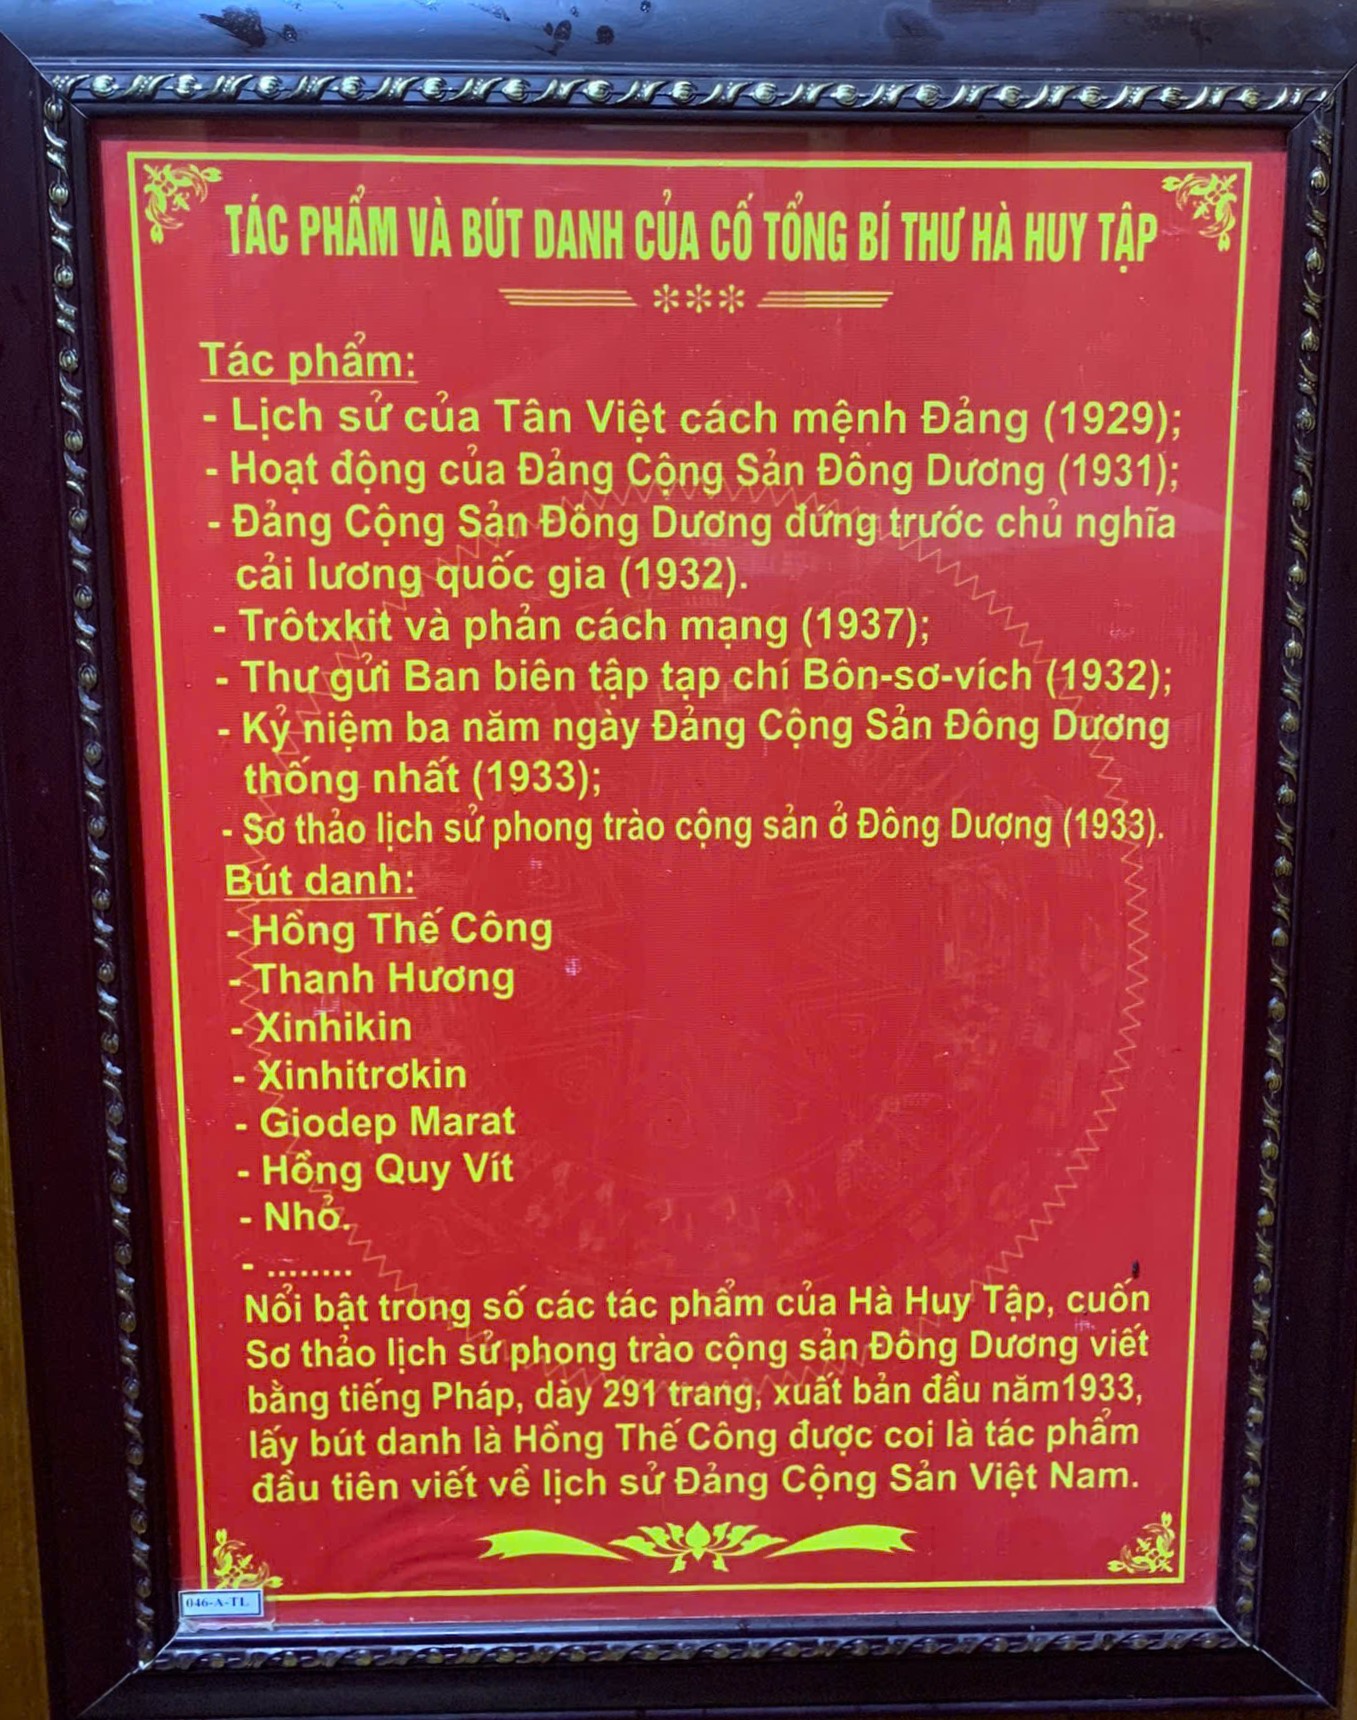 TÁC PHẨM VÀ BÚT DANH CỦA CỐ TỔNG BÍ THƯ HÀ HUY TẬP
Tác phẩm:
- Lịch sử của Tân Việt cách mệnh Đảng (1929);
- Hoạt động của Đảng Cộng Sản Đông Dương (1931);
- Đảng Cộng Sản Đông Dương đứng trước chủ nghĩa
cải lương quốc gia (1932).
- Trôtxkit và phản cách mạng (1937);
- Thư gửi Ban biên tập tạp chí Bôn-sơ-vích (1932);
- Kỷ niệm ba năm ngày Đảng Cộng Sản Đông Dương
thống nhất (1933);
- Sơ thảo lịch sử phong trào cộng sản ở Đông Dượng (1933).
Bút danh:
- Hồng Thế Công
- Thanh Hương
- Xinhikin
- Xinhitrơkin
- Giodep Marat
- Hồng Quy Vít
- Nhỏ.
- ........
Nổi bật trong số các tác phẩm của Hà Huy Tập, cuốn
Sơ thảo lịch sử phong trào cộng sản Đông Dương viết
bằng tiếng Pháp, dày 291 trang, xuất bản đầu năm1933,
lấy bút danh là Hồng Thế Công được coi là tác phẩm
đầu tiên viết về lịch sử Đảng Cộng Sản Việt Nam.
046-A-TL